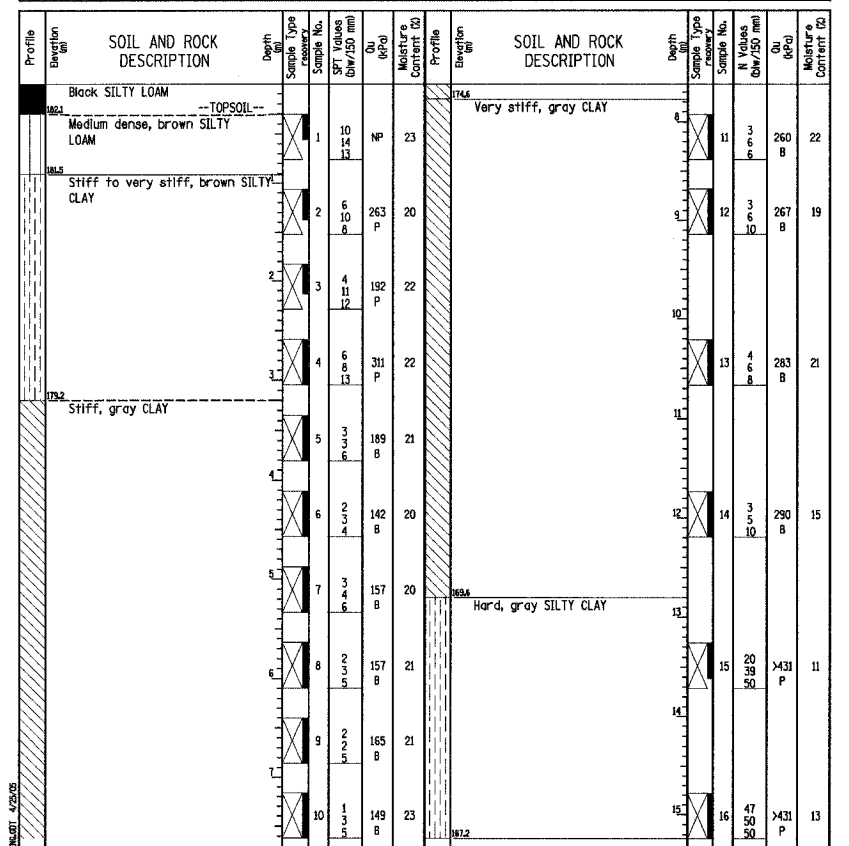 Profile
Elevation (m)
SOIL AND ROCK DESCRIPTION
Depth (m)
Sample Type recovery
Sample No.
SPT Values (blw/150 mm)
Qu (kPa)
Moisture Content (%)
Black SILTY LOAM
--TOPSOIL--
182.1
Medium dense, brown SILTY
LOAM
1 10 14 13 NP 23
181.5
1
Stiff to very stiff, brown SILTY
CLAY
2 6 10 8 263 P 20
2
3 4 11 12 192 P 22
4 6 8 13 311 P 22
3
179.2
Stiff, gray CLAY
5 3 3 6 189 B 21
4
6 2 3 4 142 B 20
5
7 3 4 6 157 B 20
8 2 3 5 157 B 21
6
9 2 2 5 165 B 21
7
10 1 3 5 149 B 23
Profile
Elevation (m)
SOIL AND ROCK DESCRIPTION
Depth (m)
Sample Type recovery
Sample No.
N Values (blw/150 mm)
Qu (kPa)
Moisture Content (%)
174.6
Very stiff, gray CLAY
8
11 3 6 6 260 B 22
9
12 3 6 10 267 B 19
10
13 4 6 8 283 B 21
11
12
14 3 5 10 290 B 15
169.6
Hard, gray SILTY CLAY
13
15 20 39 50 >431 P 11
14
15
16 47 50 50 >431 P 13
167.2
4/25/05